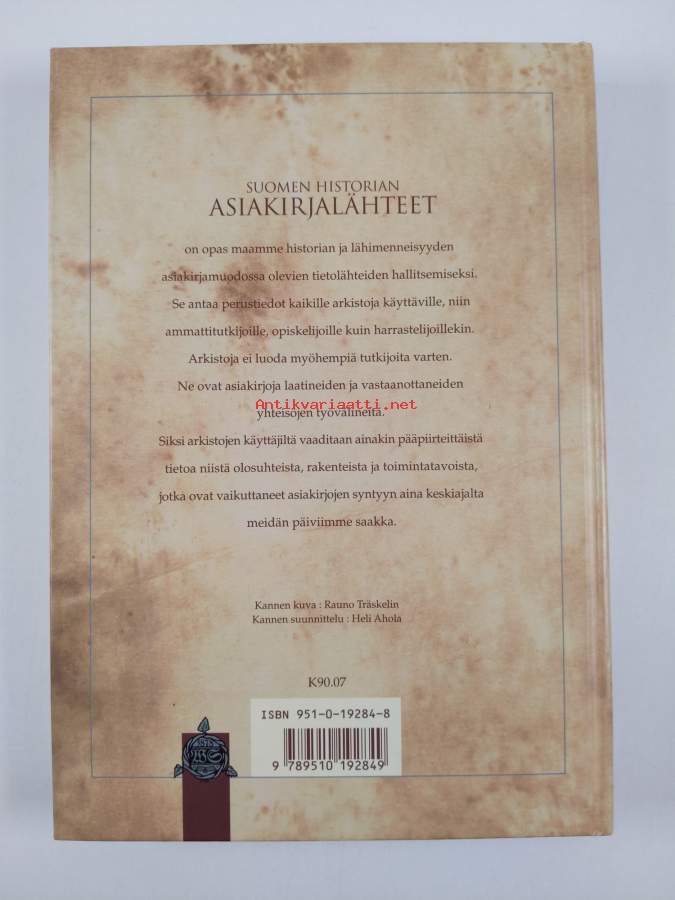 SUOMEN HISTORIAN
ASIAKIRJALÄHTEET
on opas maamme historian ja lähimenneisyyden
asiakirjamuodossa olevien tietolähteiden hallitsemiseksi.
Se antaa perustiedot kaikille arkistoja käyttäville, niin
ammattitutkijoille, opiskelijoille kuin harrastelijoillekin.
Arkistoja ei luoda myöhempiä tutkijoita varten.
Ne ovat asiakirjoja laatineiden ja vastaanottaneiden
Antikvariaatti.net
yhteisöjen työvälineitä.
Siksi arkistojen käyttäjiltä vaaditaan ainakin pääpiirteittäistä
tietoa niistä olosuhteista, rakenteista ja toimintatavoista,
jotka ovat vaikuttaneet asiakirjojen syntyyn aina keskiajalta
meidän päiviimme saakka.
Kannen kuva : Rauno Träskelin
Kannen suunnittelu : Heli Ahola
K90.07
ISBN 951-0-19284-8
9 789510 192849
WS